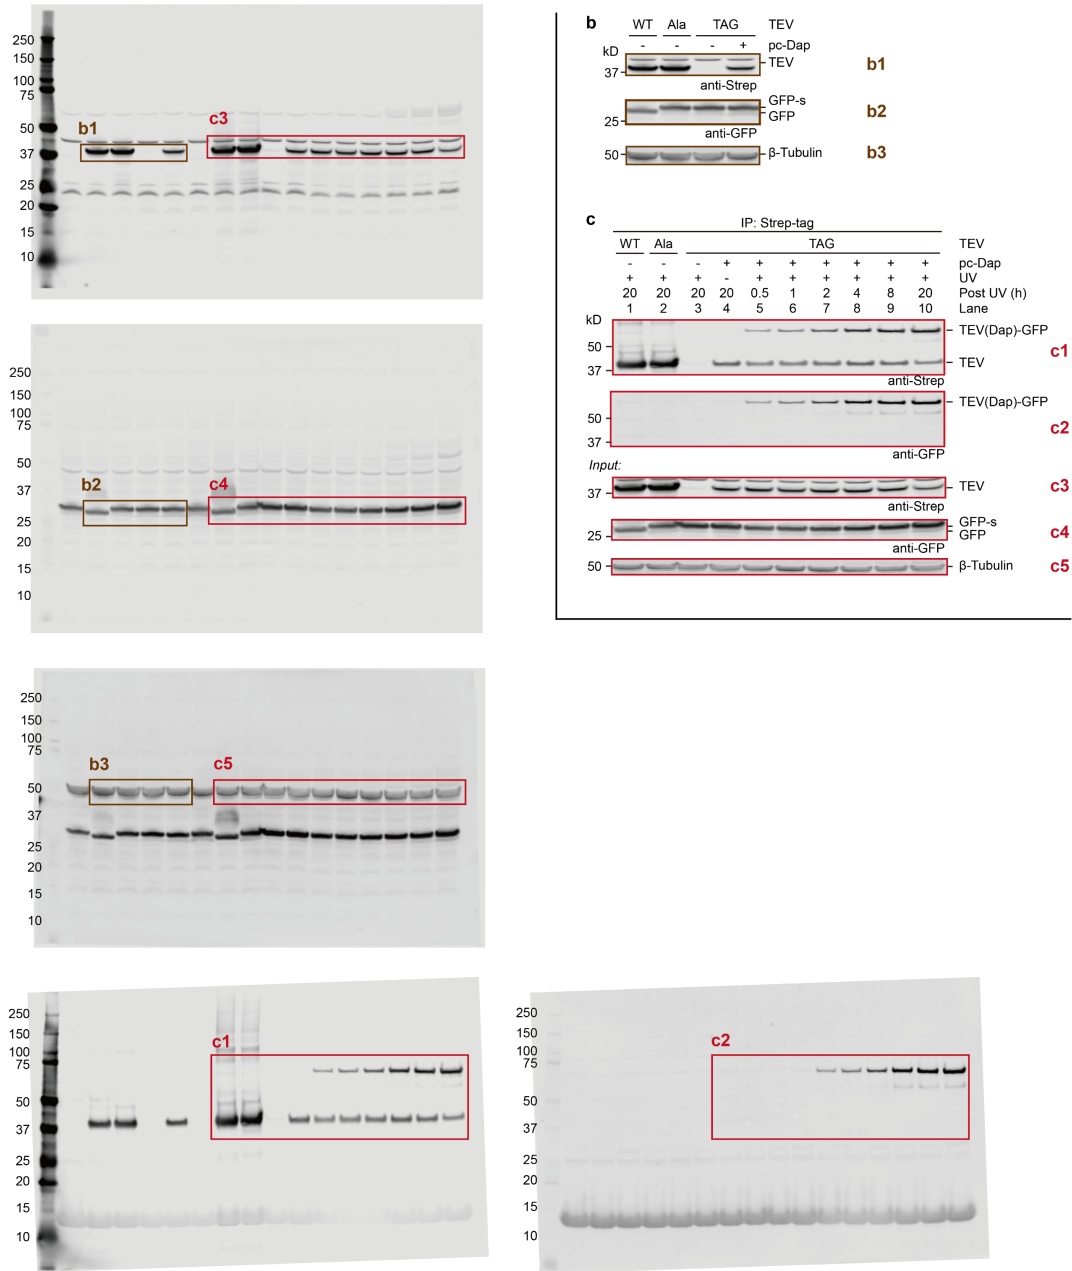 250
150
100
75
50
37
25
20
15
10
b1
c3
250
150
100
75
50
37
25
20
15
10
b2
c4
250
150
100
75
50
37
25
20
15
10
b3
c5
250
150
100
75
50
37
25
20
15
10
c1
250
150
100
75
50
37
25
20
15
10
c2
b
WT Ala TAG TEV
- - - + pc-Dap
kD
37
TEV
b1
anti-Strep
25
GFP-s
GFP
b2
anti-GFP
50
β-Tubulin
b3
c
IP: Strep-tag
WT Ala TAG TEV
- - - + + + + + + + pc-Dap
+ + + - + + + + + + UV
20 20 20 20 0.5 1 2 4 8 20 Post UV (h)
1 2 3 4 5 6 7 8 9 10 Lane
kD
TEV(Dap)-GFP
50
c1
37
TEV
anti-Strep
TEV(Dap)-GFP
50
c2
37
anti-GFP
Input:
37
TEV
c3
anti-Strep
25
GFP-s
GFP
c4
anti-GFP
50
β-Tubulin
c5